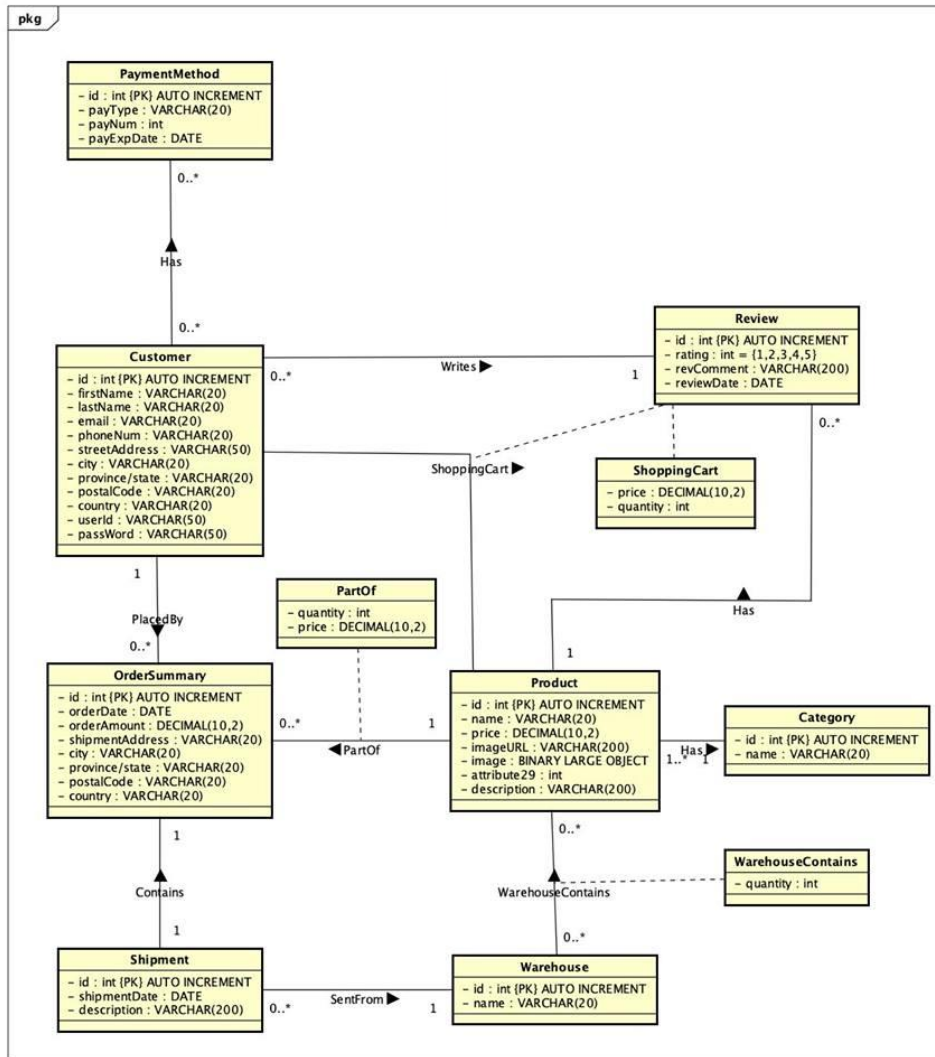 pkg
PaymentMethod
- id : int {PK} AUTO INCREMENT
- payType : VARCHAR(20)
- payNum : int
- payExpDate : DATE
0..*
Has
0..*
Customer
- id : int {PK} AUTO INCREMENT
- firstName : VARCHAR(20)
- lastName : VARCHAR(20)
- email : VARCHAR(20)
- phoneNum : VARCHAR(20)
- streetAddress : VARCHAR(50)
- city : VARCHAR(20)
- province/state : VARCHAR(20)
- postalCode : VARCHAR(20)
- country : VARCHAR(20)
- userId : VARCHAR(50)
- passWord : VARCHAR(50)
0..*
Writes
1
Review
- id : int {PK} AUTO INCREMENT
- rating : int = {1,2,3,4,5}
- revComment : VARCHAR(200)
- reviewDate : DATE
0..*
ShoppingCart
ShoppingCart
- price : DECIMAL(10,2)
- quantity : int
1
PlacedBy
0..*
PartOf
- quantity : int
- price : DECIMAL(10,2)
Has
1
OrderSummary
- id : int {PK} AUTO INCREMENT
- orderDate : DATE
- orderAmount : DECIMAL(10,2)
- shipmentAddress : VARCHAR(20)
- city : VARCHAR(20)
- province/state : VARCHAR(20)
- postalCode : VARCHAR(20)
- country : VARCHAR(20)
0..*
PartOf
1
Product
- id : int {PK} AUTO INCREMENT
- name : VARCHAR(20)
- price : DECIMAL(10,2)
- imageURL : VARCHAR(200)
- image : BINARY LARGE OBJECT
- attribute29 : int
- description : VARCHAR(200)
Has
1..*
1
Category
- id : int {PK} AUTO INCREMENT
- name : VARCHAR(20)
1
Contains
1
0..*
WarehouseContains
0..*
WarehouseContains
- quantity : int
Shipment
- id : int {PK} AUTO INCREMENT
- shipmentDate : DATE
- description : VARCHAR(200)
0..*
SentFrom
1
Warehouse
- id : int {PK} AUTO INCREMENT
- name : VARCHAR(20)